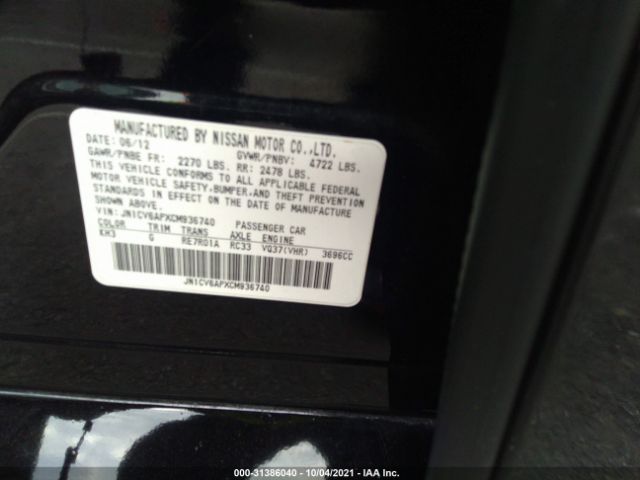 MANUFACTURED BY NISSAN MOTOR CO.,LTD.
DATE: 06/12 GVWR/PNBV: 4722 LBS.
GAWR/PNBE FR: 2270 LBS. RR: 2478 LBS.
THIS VEHICLE CONFORMS TO ALL APPLICABLE FEDERAL
MOTOR VEHICLE SAFETY,BUMPER,AND THEFT PREVENTION
STANDARDS IN EFFECT ON THE DATE OF MANUFACTURE
SHOWN ABOVE.
VIN: JN1CV6APXCM936740 PASSENGER CAR
COLOR TRIM TRANS AXLE ENGINE
KH3 G RE7R01A RC33 VQ37(VHR) 3696CC
JN1CV6APXCM936740
000-31386040 - 10/04/2021 - IAA Inc.